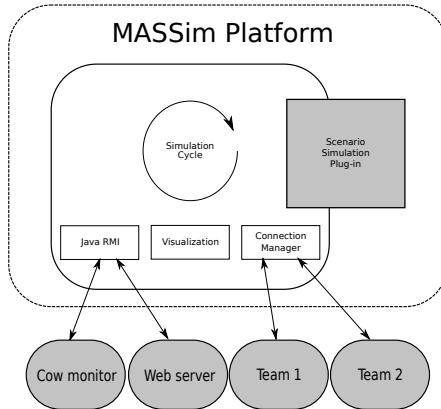 MASSim Platform
Simulation
Cycle
Scenario
Simulation
Plug-in
Java RMI
Visualization
Connection
Manager
Cow monitor
Web server
Team 1
Team 2